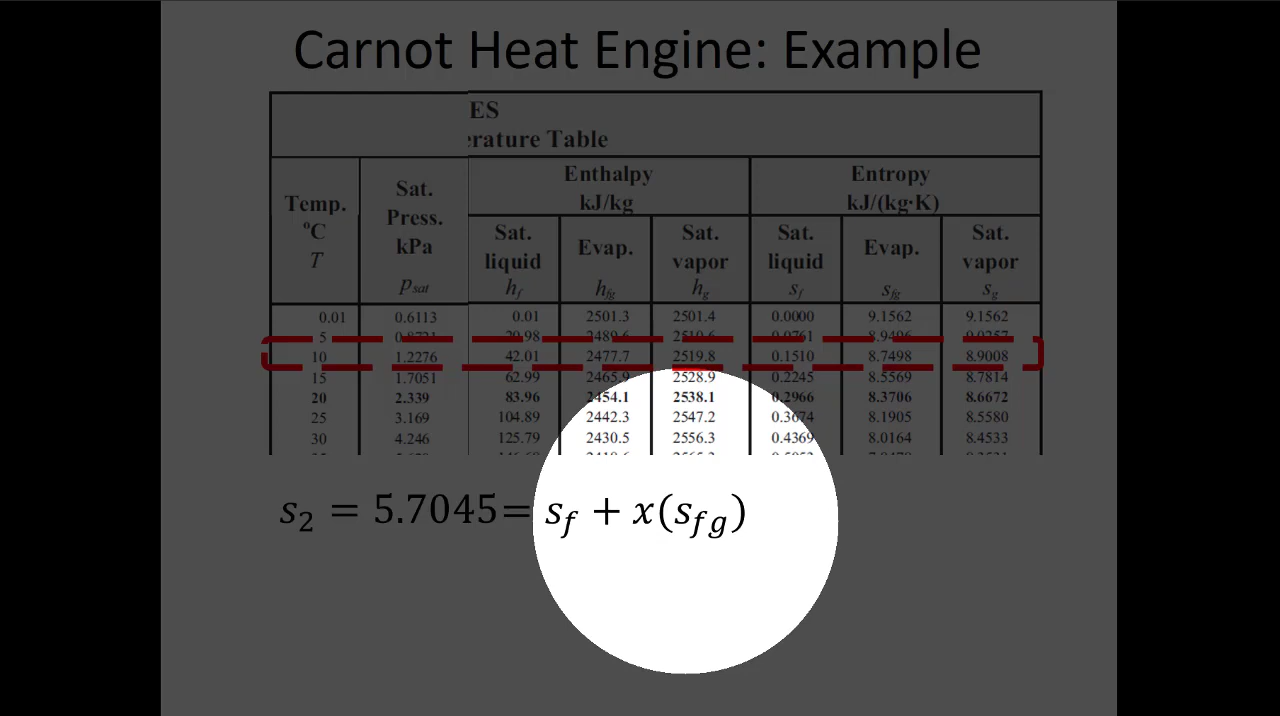 Carnot Heat Engine: Example
ES
erature Table
Temp. °C T
Sat. Press. kPa psat
Enthalpy kJ/kg
Entropy kJ/(kg·K)
Sat. liquid hf
Evap. hfg
Sat. vapor hg
Sat. liquid sf
Evap. sfg
Sat. vapor sg
0.01 0.6113 0.01 2501.3 2501.4 0.0000 9.1562 9.1562
5
10 1.2276 42.01 2477.7 2519.8 0.1510 8.7498 8.9008
15 1.7051 62.99 2465.9 2528.9 0.2245 8.5569 8.7814
20 2.339 83.96 2454.1 2538.1 0.2966 8.3706 8.6672
25 3.169 104.89 2442.3 2547.2 0.3674 8.1905 8.5580
30 4.246 125.79 2430.5 2556.3 0.4369 8.0164 8.4533
s2 = 5.7045= sf + x(sfg)